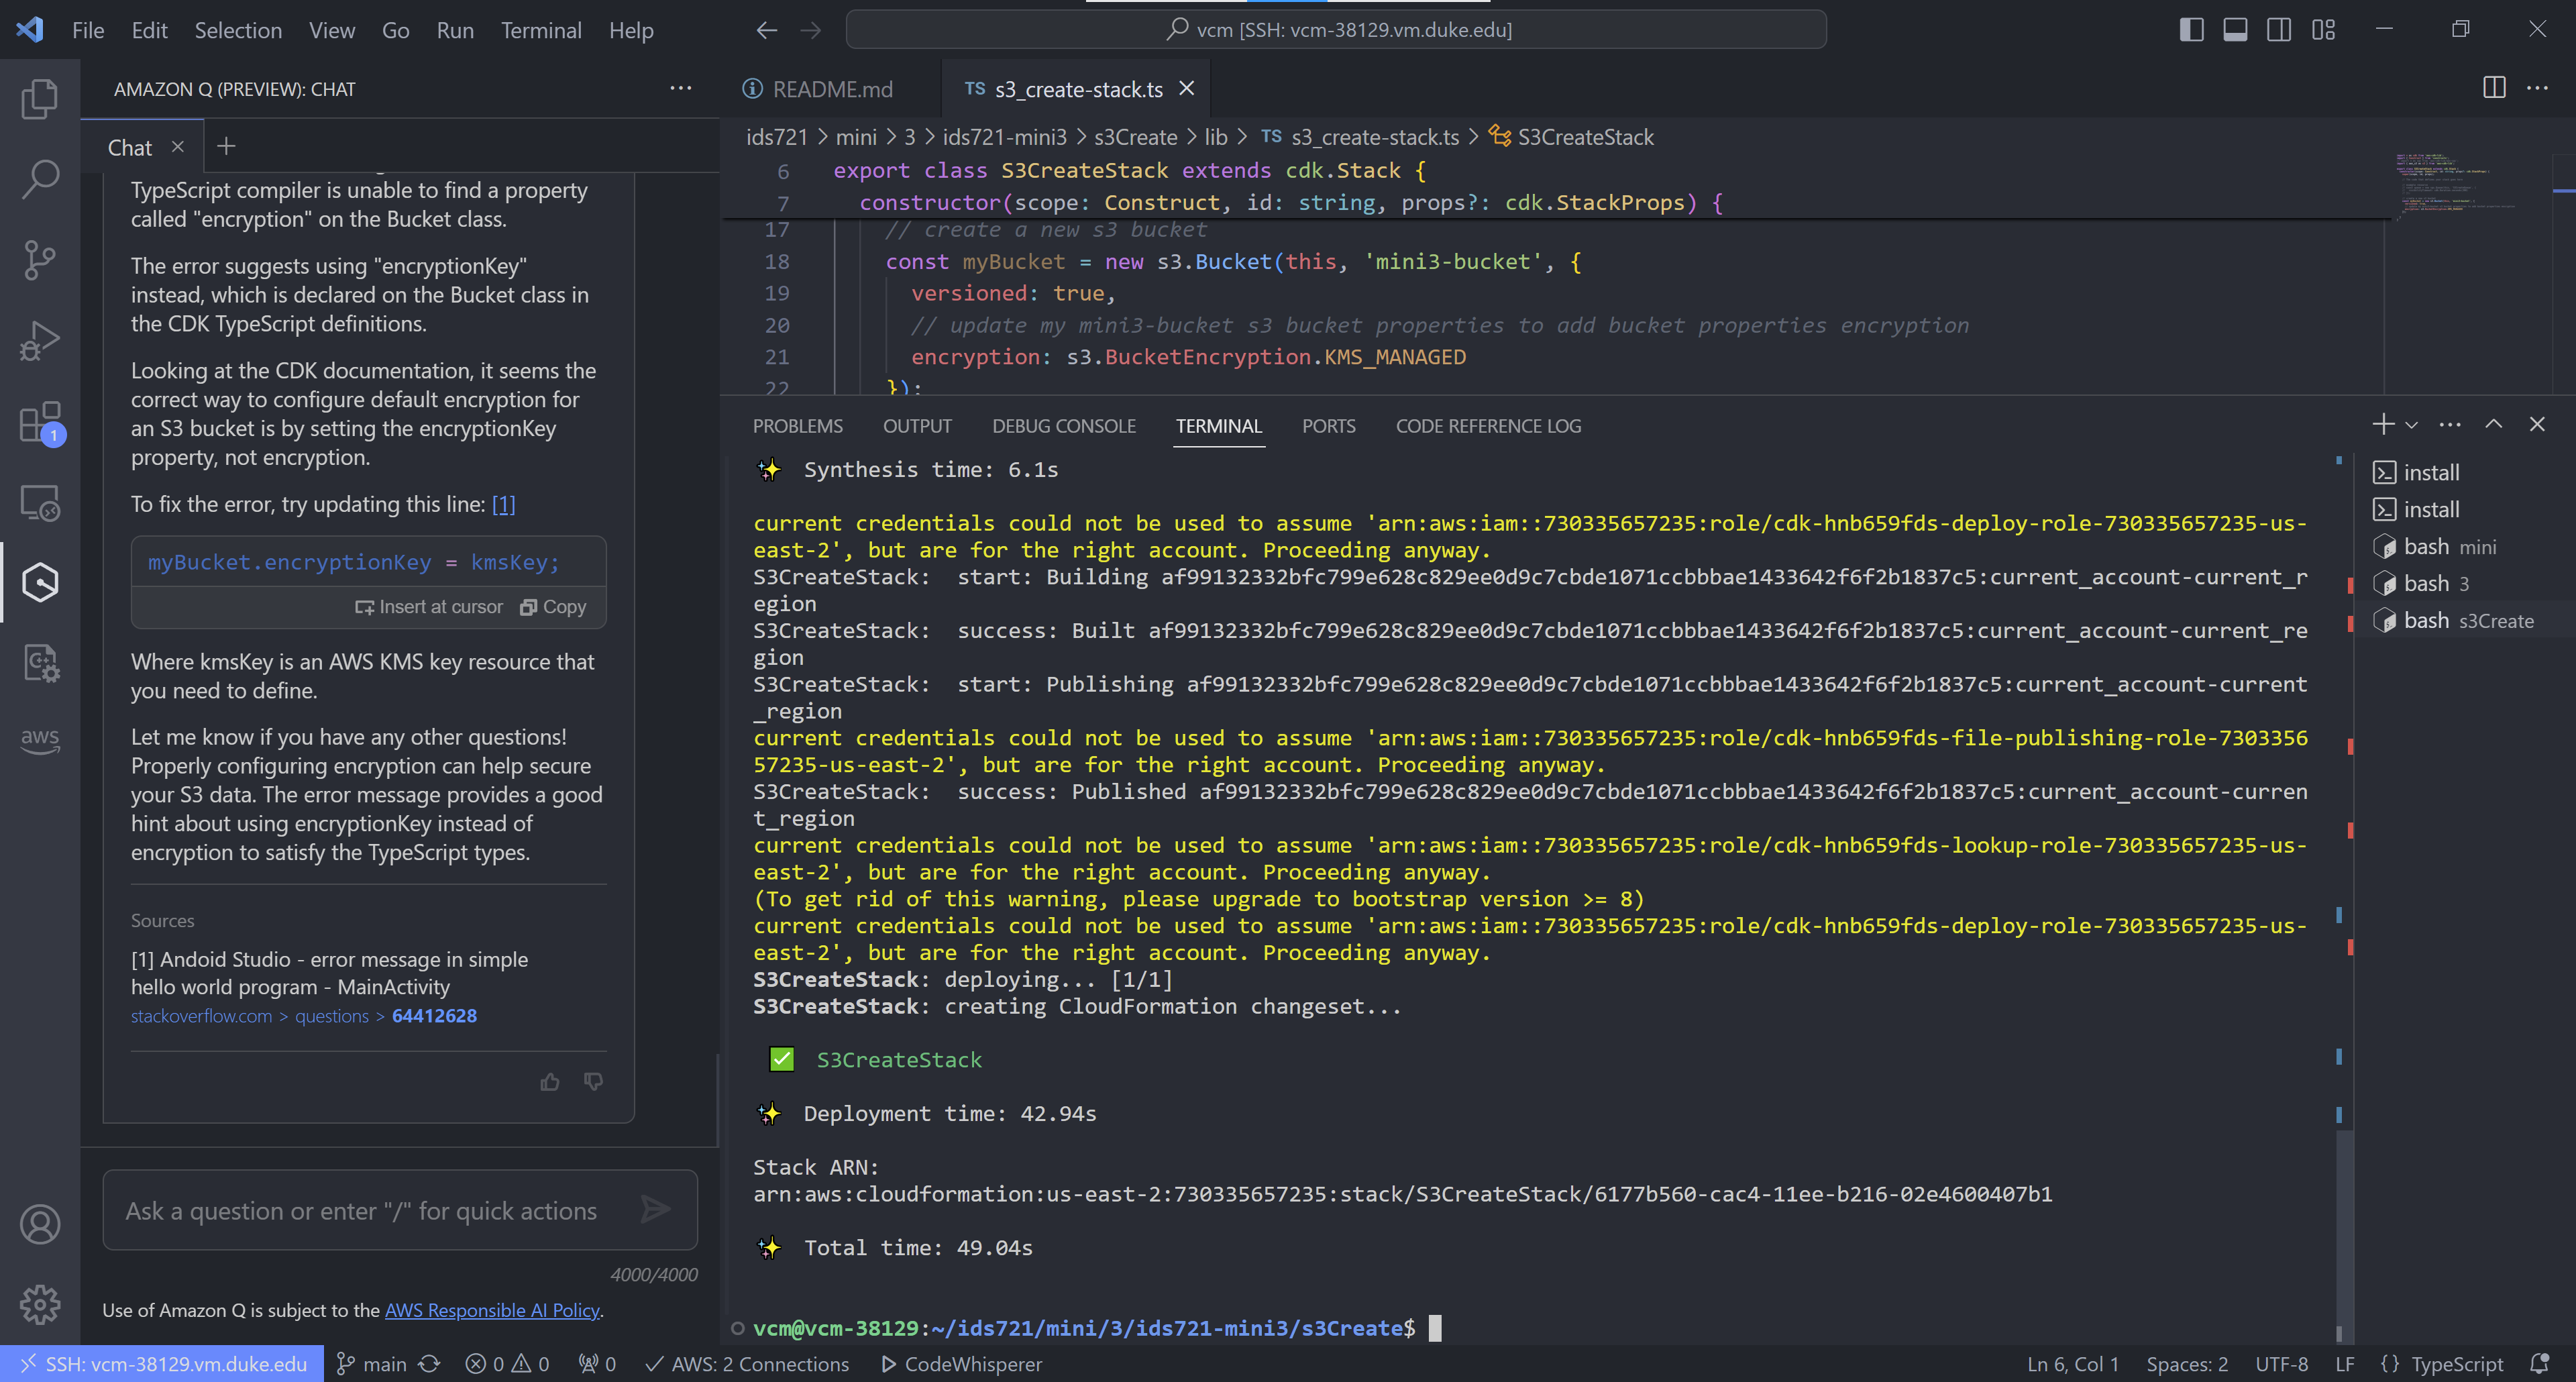 File Edit Selection View Go Run Terminal Help
vcm [SSH: vcm-38129.vm.duke.edu]
AMAZON Q (PREVIEW): CHAT
Chat
TypeScript compiler is unable to find a property
called "encryption" on the Bucket class.
The error suggests using "encryptionKey"
instead, which is declared on the Bucket class in
the CDK TypeScript definitions.
Looking at the CDK documentation, it seems the
correct way to configure default encryption for
an S3 bucket is by setting the encryptionKey
property, not encryption.
To fix the error, try updating this line: [1]
myBucket.encryptionKey = kmsKey;
Insert at cursor Copy
Where kmsKey is an AWS KMS key resource that
you need to define.
Let me know if you have any other questions!
Properly configuring encryption can help secure
your S3 data. The error message provides a good
hint about using encryptionKey instead of
encryption to satisfy the TypeScript types.
Sources
[1] Andoid Studio - error message in simple
hello world program - MainActivity
stackoverflow.com > questions > 64412628
Ask a question or enter "/" for quick actions
4000/4000
Use of Amazon Q is subject to the AWS Responsible AI Policy.
1
aws
README.md
TS s3_create-stack.ts
ids721 > mini > 3 > ids721-mini3 > s3Create > lib > TS s3_create-stack.ts > S3CreateStack
6 export class S3CreateStack extends cdk.Stack {
7 constructor(scope: Construct, id: string, props?: cdk.StackProps) {
17 // create a new s3 bucket
18 const myBucket = new s3.Bucket(this, 'mini3-bucket', {
19 versioned: true,
20 // update my mini3-bucket s3 bucket properties to add bucket properties encryption
21 encryption: s3.BucketEncryption.KMS_MANAGED
22 });
PROBLEMS OUTPUT DEBUG CONSOLE TERMINAL PORTS CODE REFERENCE LOG
✨ Synthesis time: 6.1s
current credentials could not be used to assume 'arn:aws:iam::730335657235:role/cdk-hnb659fds-deploy-role-730335657235-us-
east-2', but are for the right account. Proceeding anyway.
S3CreateStack: start: Building af99132332bfc799e628c829ee0d9c7cbde1071ccbbbae1433642f6f2b1837c5:current_account-current_r
egion
S3CreateStack: success: Built af99132332bfc799e628c829ee0d9c7cbde1071ccbbbae1433642f6f2b1837c5:current_account-current_re
gion
S3CreateStack: start: Publishing af99132332bfc799e628c829ee0d9c7cbde1071ccbbbae1433642f6f2b1837c5:current_account-current
_region
current credentials could not be used to assume 'arn:aws:iam::730335657235:role/cdk-hnb659fds-file-publishing-role-7303356
57235-us-east-2', but are for the right account. Proceeding anyway.
S3CreateStack: success: Published af99132332bfc799e628c829ee0d9c7cbde1071ccbbbae1433642f6f2b1837c5:current_account-curren
t_region
current credentials could not be used to assume 'arn:aws:iam::730335657235:role/cdk-hnb659fds-lookup-role-730335657235-us-
east-2', but are for the right account. Proceeding anyway.
(To get rid of this warning, please upgrade to bootstrap version >= 8)
current credentials could not be used to assume 'arn:aws:iam::730335657235:role/cdk-hnb659fds-deploy-role-730335657235-us-
east-2', but are for the right account. Proceeding anyway.
S3CreateStack: deploying... [1/1]
S3CreateStack: creating CloudFormation changeset...
✅ S3CreateStack
✨ Deployment time: 42.94s
Stack ARN:
arn:aws:cloudformation:us-east-2:730335657235:stack/S3CreateStack/6177b560-cac4-11ee-b216-02e4600407b1
✨ Total time: 49.04s
vcm@vcm-38129:~/ids721/mini/3/ids721-mini3/s3Create$
install
install
bash mini
bash 3
bash s3Create
SSH: vcm-38129.vm.duke.edu main 0 0 0 AWS: 2 Connections CodeWhisperer Ln 6, Col 1 Spaces: 2 UTF-8 LF {} TypeScript